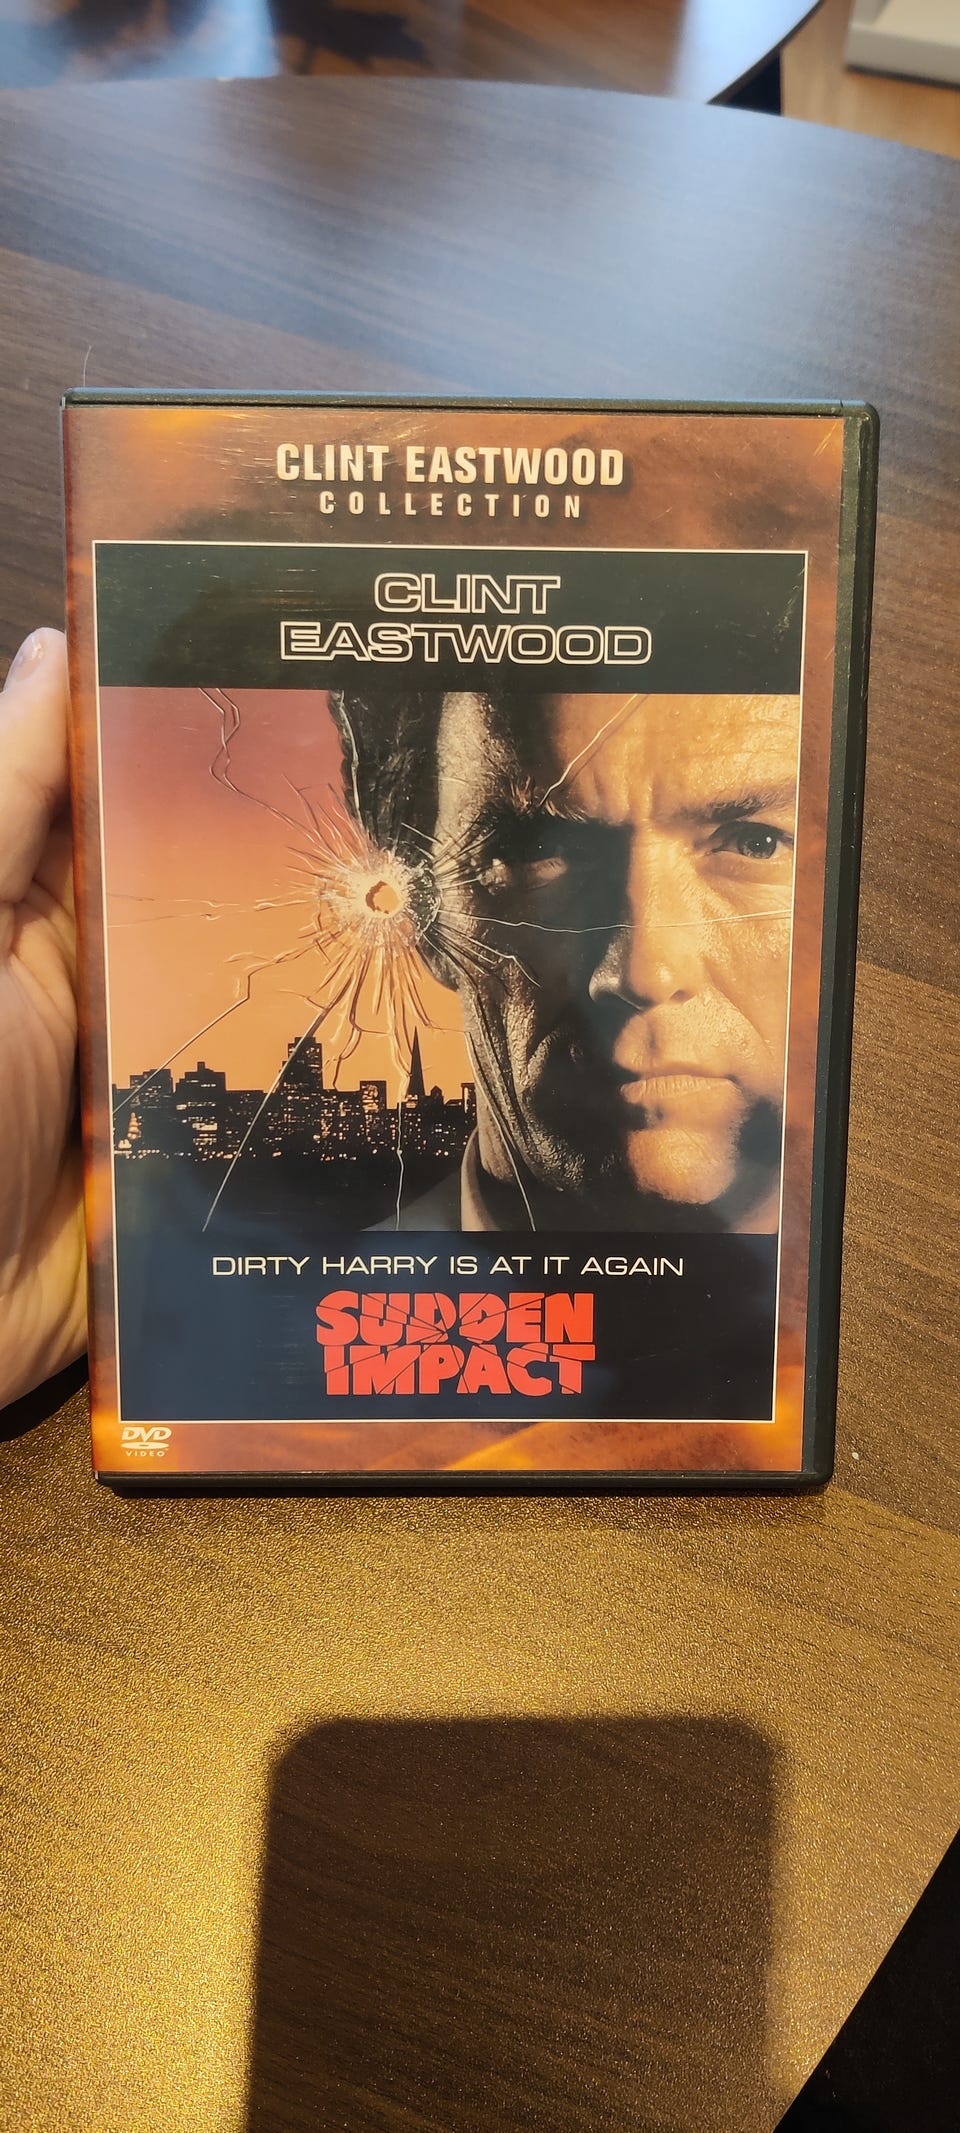 CLINT EASTWOOD
COLLECTION
CLINT
EASTWOOD
DIRTY HARRY IS AT IT AGAIN
SUDDEN
IMPACT
DVD
VIDEO